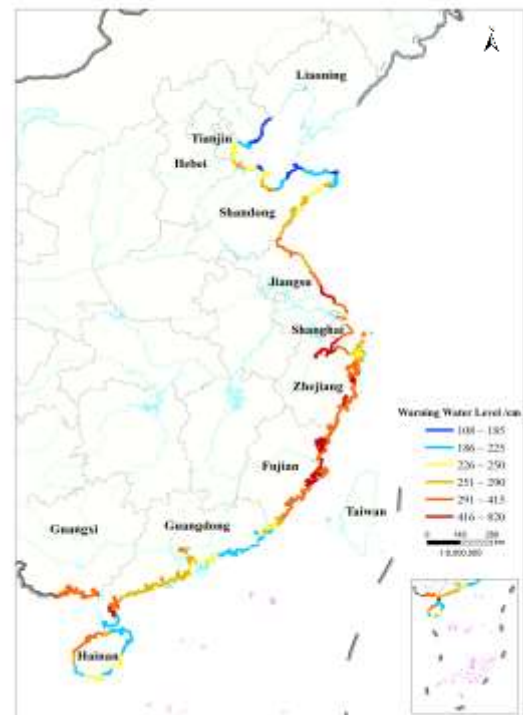 Liaoning
Tianjin
Hebei
Shandong
Jiangsu
Shanghai
Zhejiang
Warning Water Level /cm
108 – 185
186 – 225
226 – 250
251 – 290
291 – 415
416 – 820
Fujian
Taiwan
Guangdong
Guangxi
Hainan